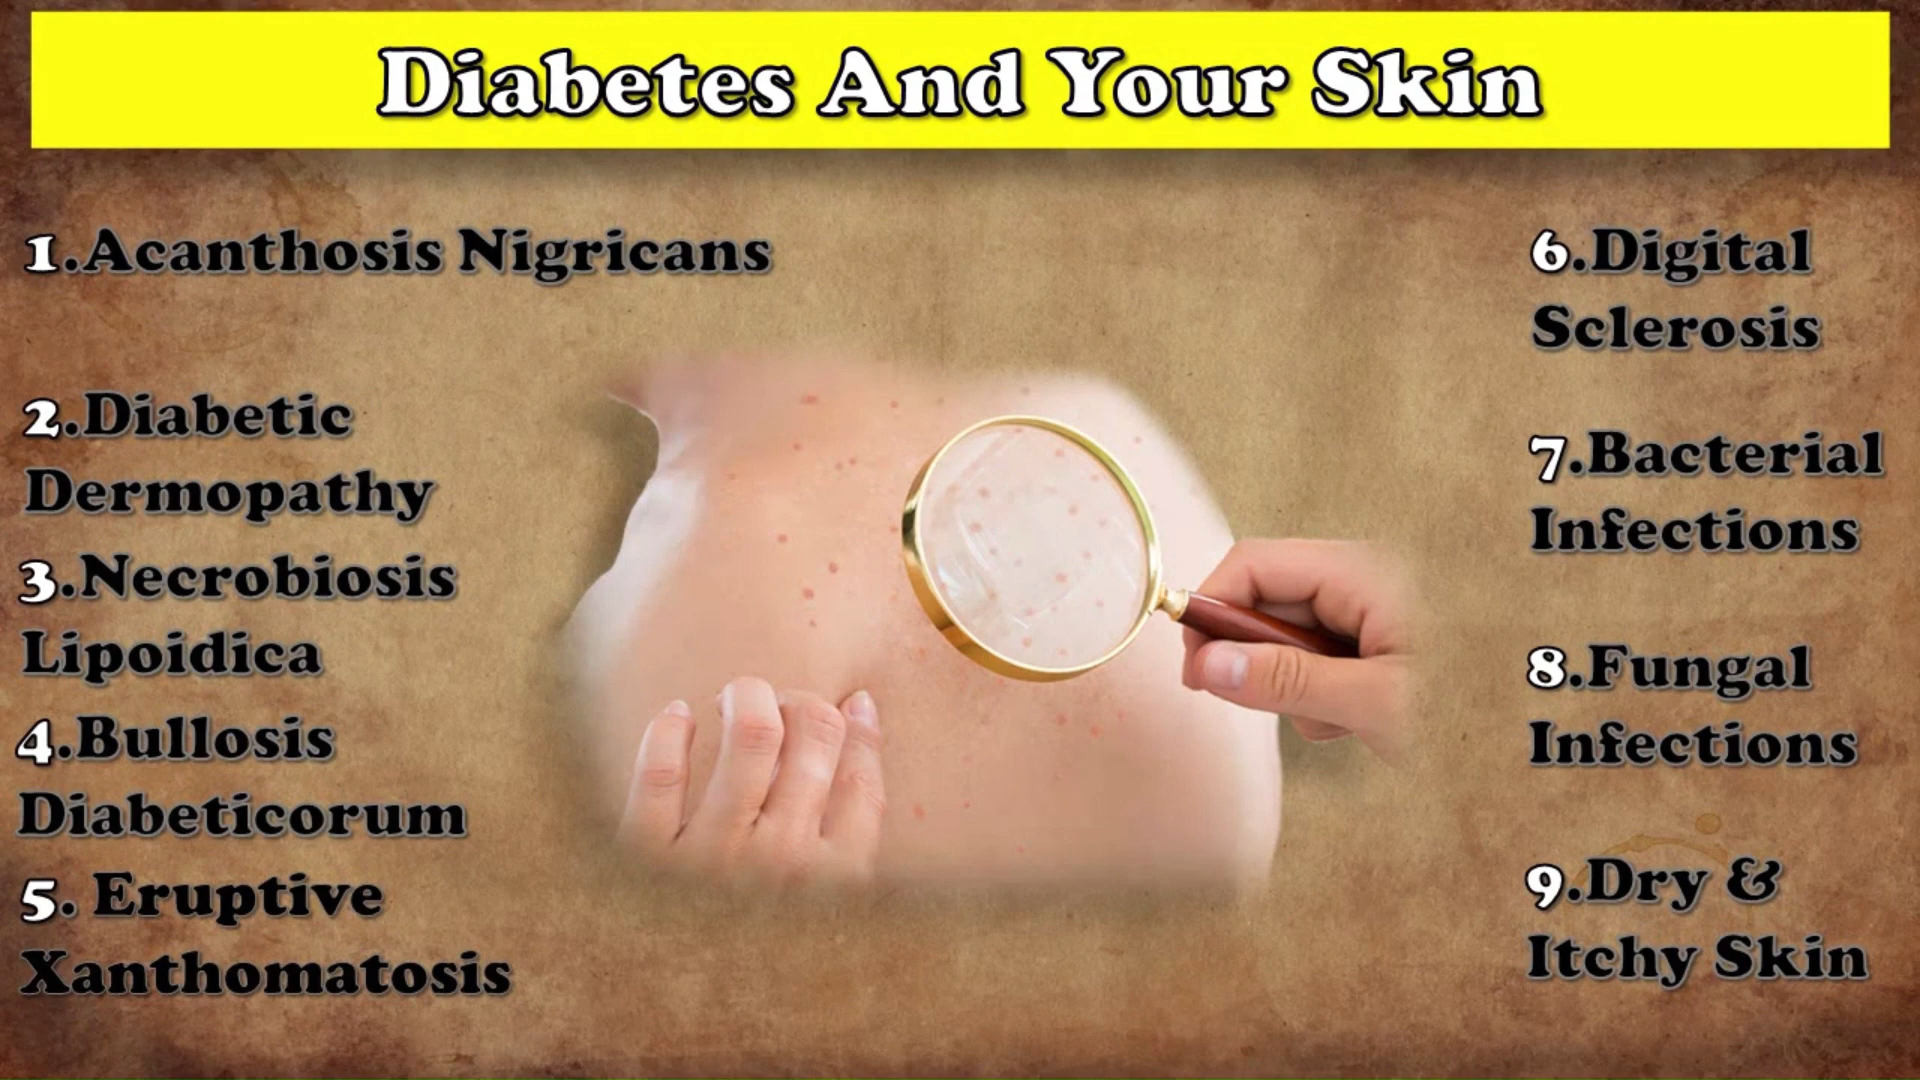 Diabetes And Your Skin
1.Acanthosis Nigricans
2.Diabetic
Dermopathy
3.Necrobiosis
Lipoidica
4.Bullosis
Diabeticorum
5. Eruptive
Xanthomatosis
6.Digital
Sclerosis
7.Bacterial
Infections
8.Fungal
Infections
9.Dry &
Itchy Skin